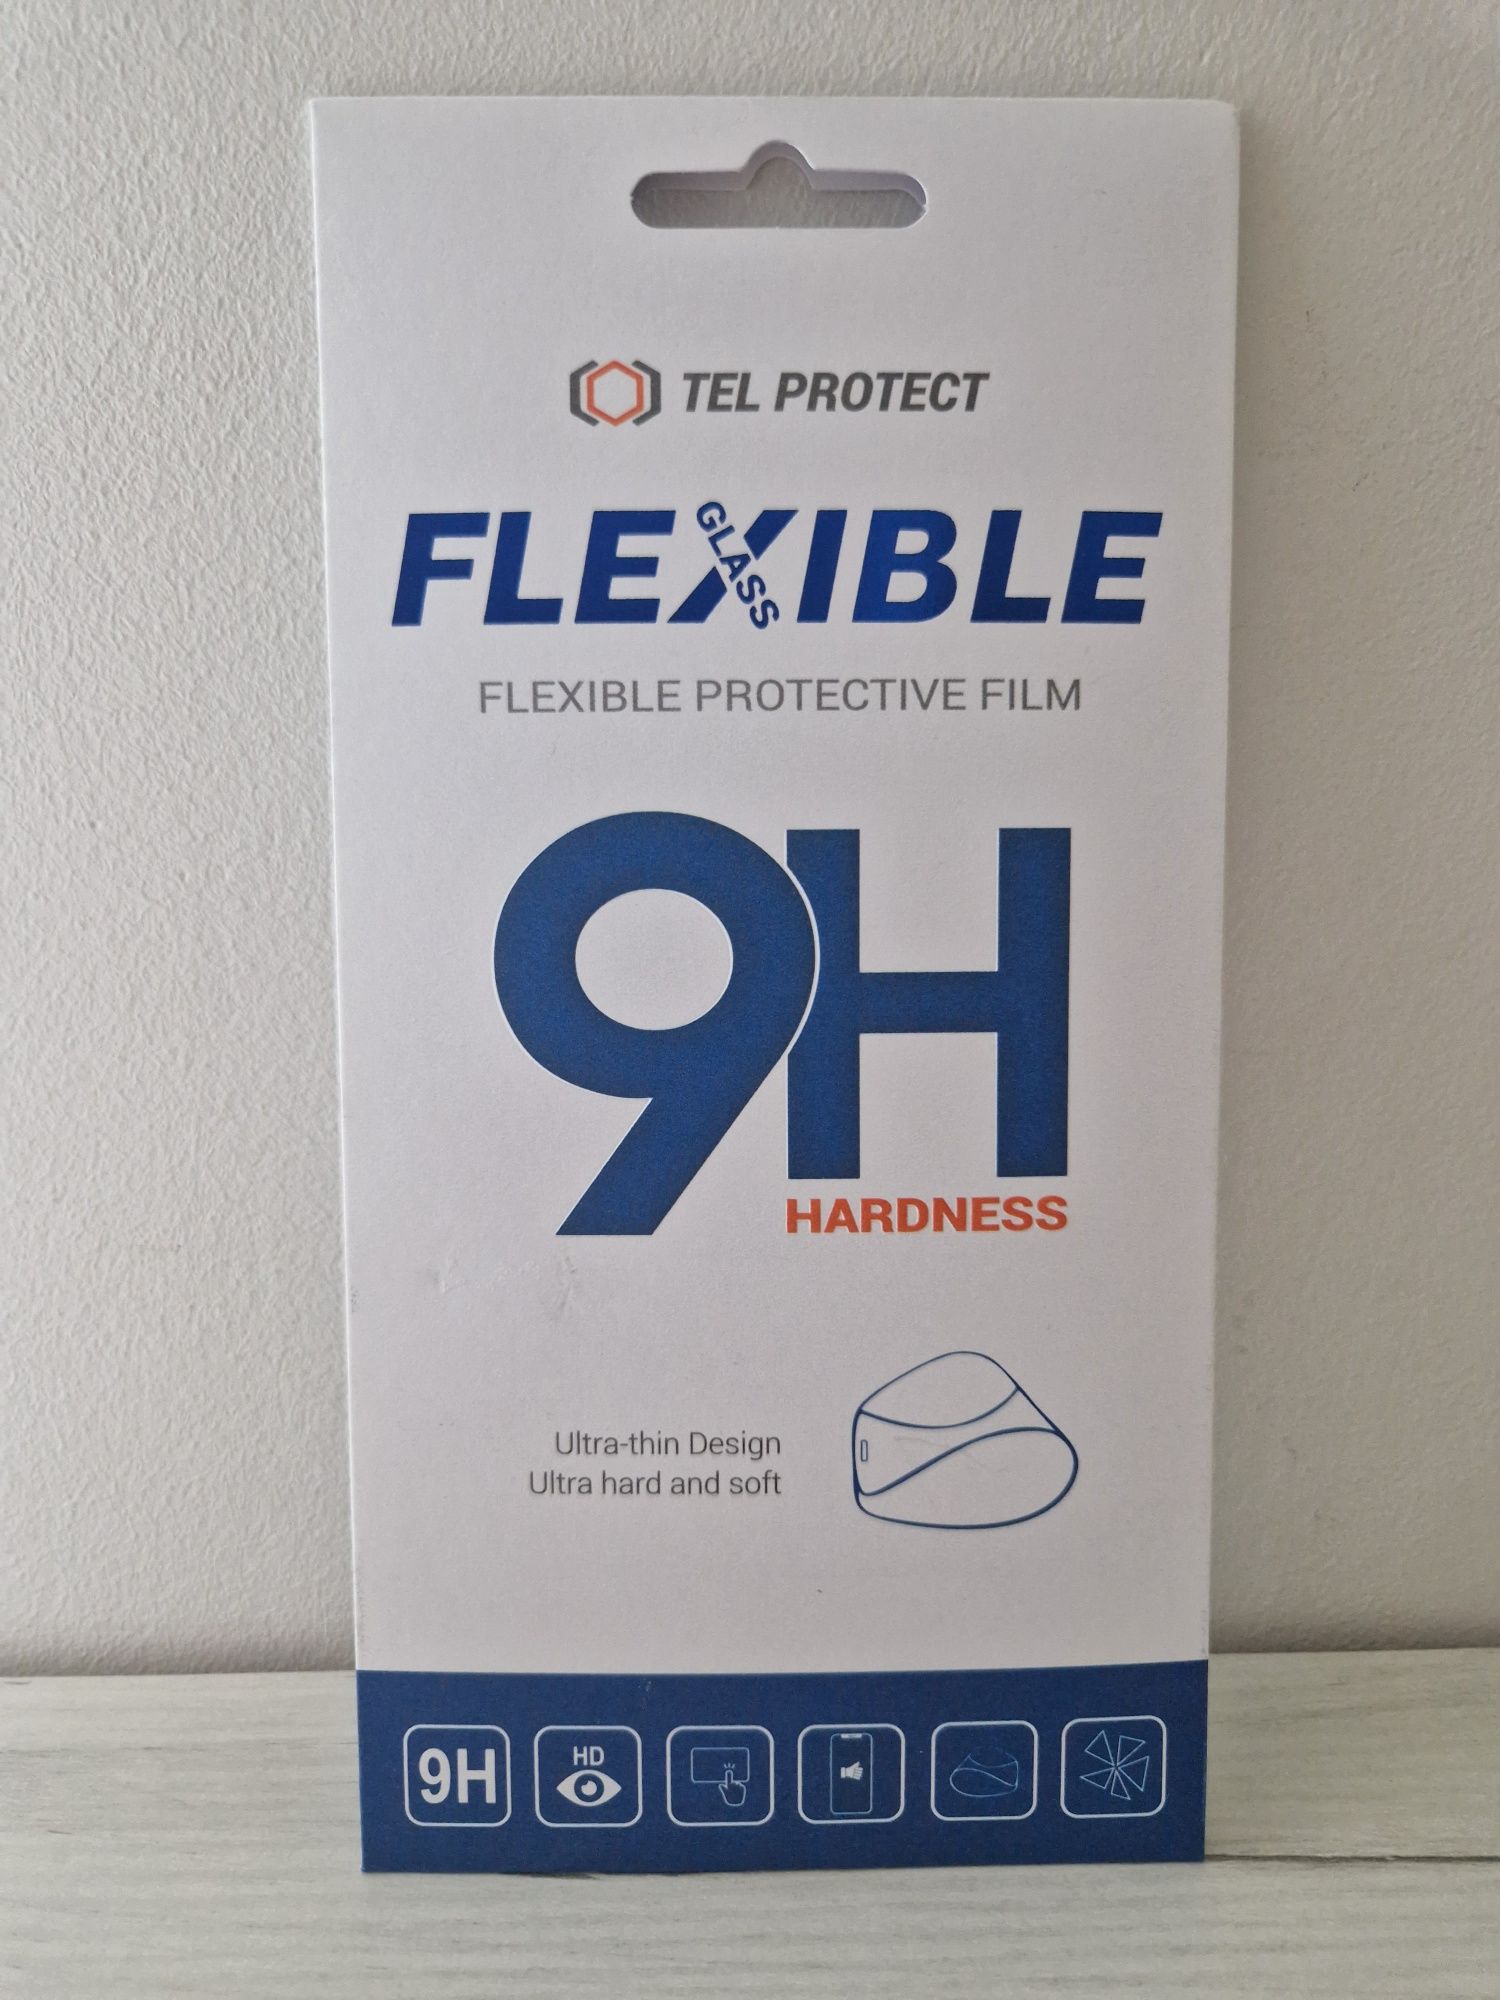 TEL PROTECT
FLEXIBLE
GLASS
FLEXIBLE PROTECTIVE FILM
9H
HARDNESS
Ultra-thin Design
Ultra hard and soft
9H
HD